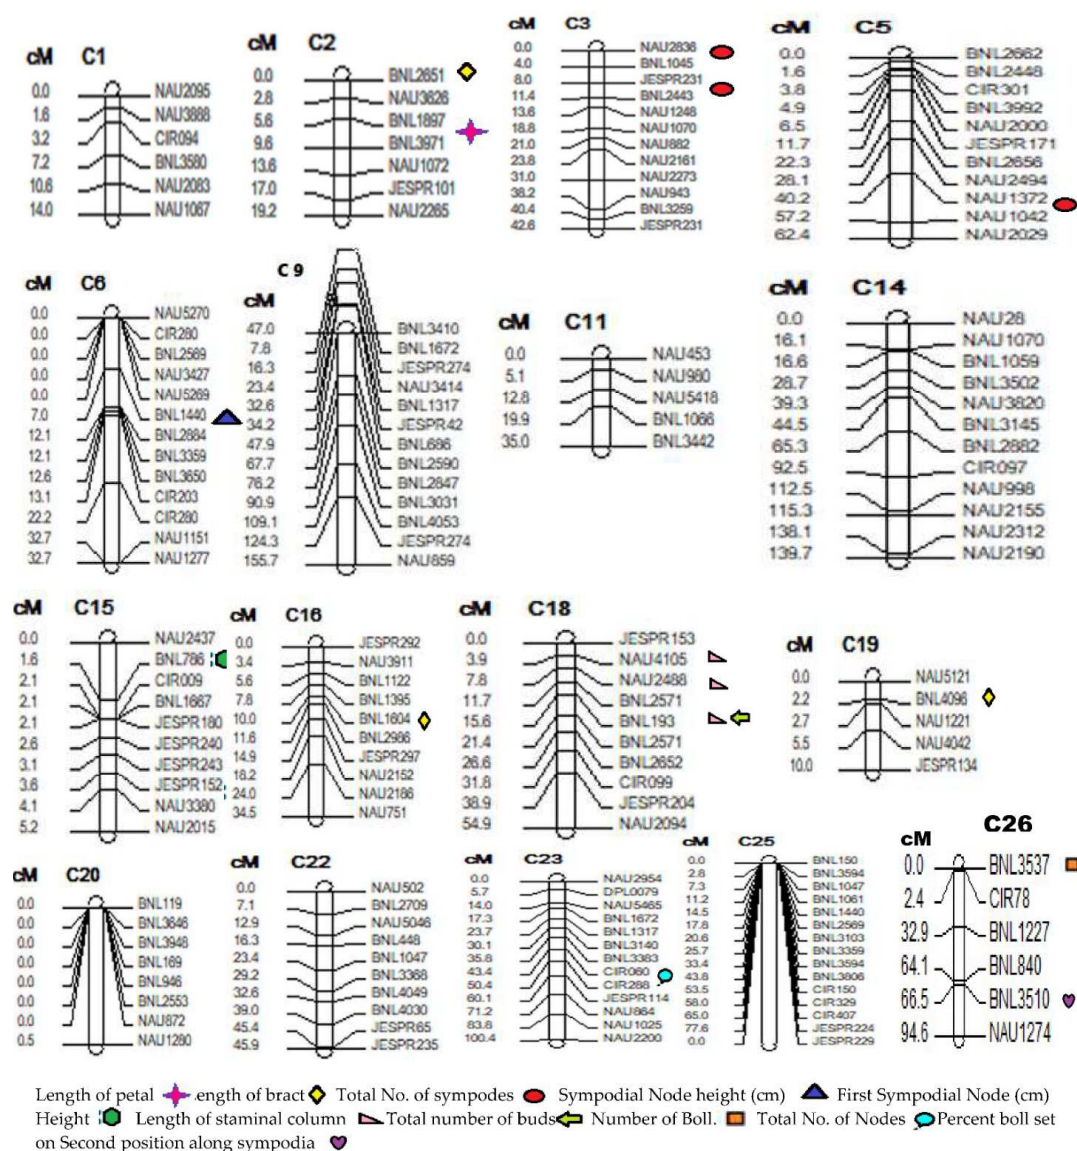 cM C1
0.0 NAU2095
1.6 NAU3888
3.2 CIR094
7.2 BNL3580
10.6 NAU2083
14.0 NAU1067
cM C2
0.0 BNL2651
2.8 NAU3626
5.6 BNL1897
9.6 BNL3971
13.6 NAU1072
17.0 JESPR101
19.2 NAU2265
cM C3
0.0 NAU2836
4.0 BNL1045
8.0 JESPR231
11.4 BNL2443
13.6 NAU1248
18.8 NAU1070
21.0 NAU882
23.8 NAU2161
31.0 NAU2273
38.2 NAU943
40.4 BNL3259
42.6 JESPR231
cM C5
0.0 BNL2662
1.6 BNL2448
3.8 CIR301
4.9 BNL3992
6.5 NAU2000
11.7 JESPR171
22.3 BNL2656
28.1 NAU2494
40.2 NAU1372
57.2 NAU1042
62.4 NAU2029
cM C6
0.0 NAU5270
0.0 CIR280
0.0 BNL2569
0.0 NAU3427
0.0 NAU5269
7.0 BNL1440
12.1 BNL2884
12.1 BNL3359
12.6 BNL3650
13.1 CIR203
22.2 CIR280
32.7 NAU1151
32.7 NAU1277
cM C9
47.0 BNL3410
7.8 BNL1672
16.3 JESPR274
23.4 NAU3414
32.6 BNL1317
34.2 JESPR42
47.9 BNL686
67.7 BNL2590
78.2 BNL2847
90.9 BNL3031
109.1 BNL4053
124.3 JESPR274
155.7 NAU859
cM C11
0.0 NAU453
5.1 NAU980
12.8 NAU5418
19.9 BNL1066
35.0 BNL3442
cM C14
0.0 NAU28
16.1 NAU1070
16.6 BNL1059
28.7 BNL3502
39.3 NAU3820
44.5 BNL3145
65.3 BNL2882
92.5 CIR097
112.5 NAU998
115.3 NAU2155
138.1 NAU2312
139.7 NAU2190
cM C15
0.0 NAU2437
1.6 BNL786
2.1 CIR009
2.1 BNL1667
2.1 JESPR180
2.6 JESPR240
3.1 JESPR243
3.6 JESPR152
4.1 NAU3380
5.2 NAU2015
cM C16
0.0 JESPR292
3.4 NAU3911
5.6 BNL1122
7.8 BNL1395
10.0 BNL1604
11.6 BNL2986
14.9 JESPR297
18.2 NAU2152
24.0 NAU2186
34.5 NAU751
cM C18
0.0 JESPR153
3.9 NAU4105
7.8 NAU2488
11.7 BNL2571
15.6 BNL193
21.4 BNL2571
26.6 BNL2652
31.8 CIR099
38.9 JESPR204
54.9 NAU2094
cM C19
0.0 NAU5121
2.2 BNL4096
2.7 NAU1221
5.5 NAU4042
10.0 JESPR134
cM C20
0.0 BNL119
0.0 BNL3646
0.0 BNL3948
0.0 BNL169
0.0 BNL946
0.0 BNL2553
0.0 NAU872
0.5 NAU1280
cM C22
0.0 NAU502
7.1 BNL2709
12.9 NAU5046
16.3 BNL448
23.4 BNL1047
29.2 BNL3368
32.6 BNL4049
39.0 BNL4030
45.4 JESPR65
45.9 JESPR235
cM C23
0.0 NAU2954
5.7 DPL0079
14.0 NAU5465
17.3 BNL1672
23.7 BNL1317
30.1 BNL3140
35.8 BNL3383
43.4 CIR060
50.4 CIR288
60.1 JESPR114
71.2 NAU864
83.8 NAU1025
100.4 NAU2200
cM C25
0.0 BNL150
2.8 BNL3594
7.3 BNL1047
11.2 BNL1061
14.5 BNL1440
17.8 BNL2569
20.6 BNL3103
25.7 BNL3359
33.4 BNL3594
43.8 BNL3806
53.5 CIR150
58.0 CIR329
65.0 CIR407
77.6 JESPR224
0.0 JESPR229
cM C26
0.0 BNL3537
2.4 CIR78
32.9 BNL1227
64.1 BNL840
66.5 BNL3510
94.6 NAU1274
Length of petal ength of bract Total No. of sympodes Sympodial Node height (cm) First Sympodial Node (cm)
Height Length of staminal column Total number of buds Number of Boll. Total No. of Nodes Percent boll set
on Second position along sympodia